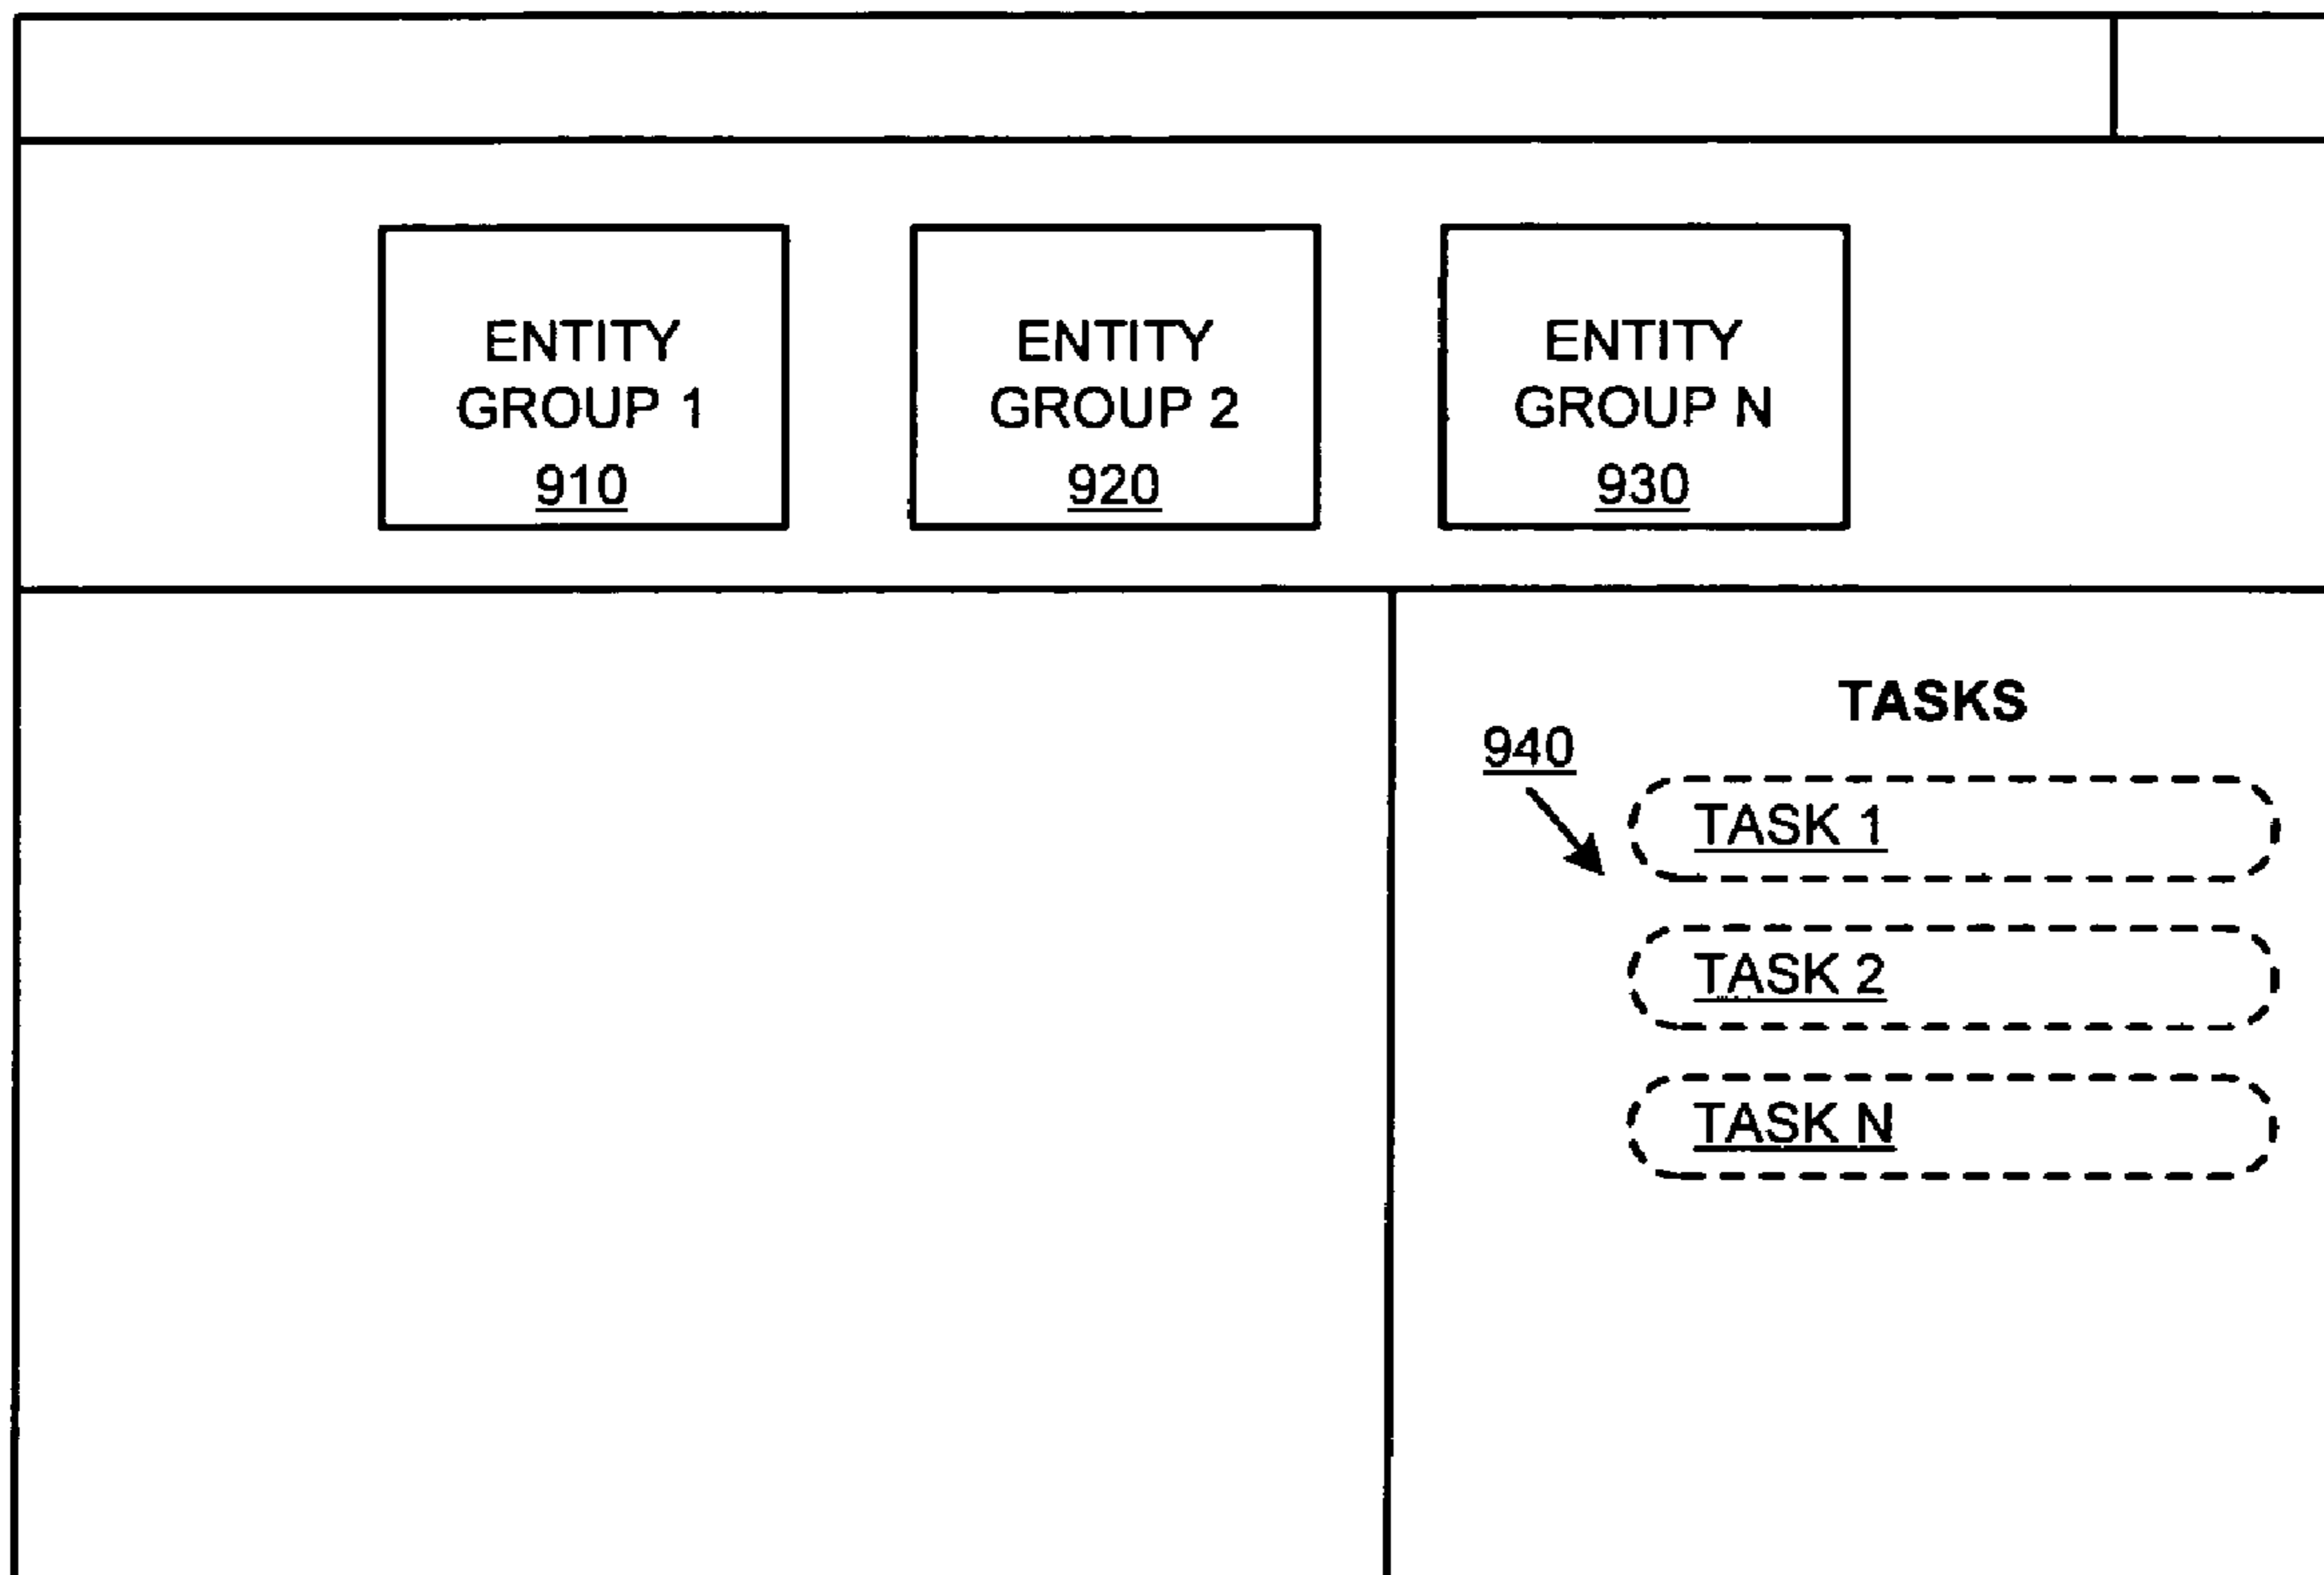 ENTITY
GROUP 1
910
ENTITY
GROUP 2
920
ENTITY
GROUP N
930
TASKS
940
TASK 1
TASK 2
TASK N